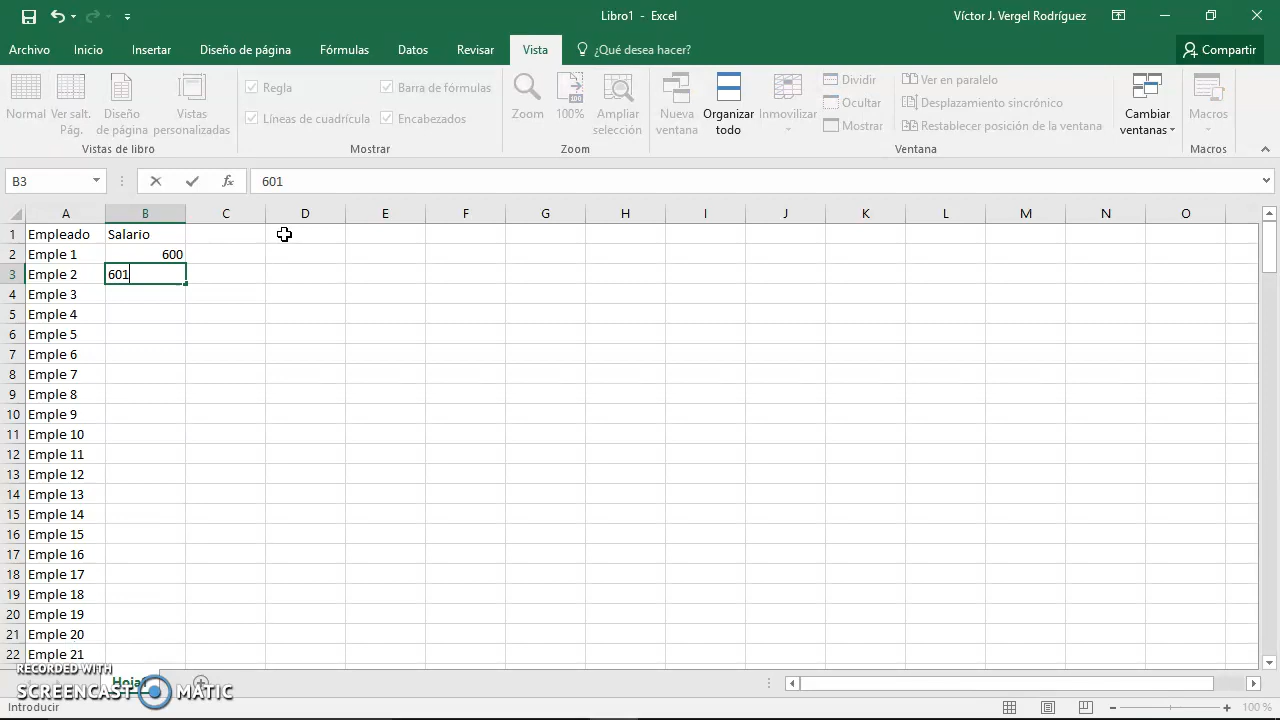 Libro1 - Excel
Víctor J. Vergel Rodríguez
Archivo Inicio Insertar Diseño de página Fórmulas Datos Revisar Vista ¿Qué desea hacer? Compartir
Normal
Ver salt. Pág.
Diseño de página
Vistas personalizadas
Vistas de libro
Regla
Barra de fórmulas
Líneas de cuadrícula
Encabezados
Mostrar
Zoom
100%
Ampliar selección
Zoom
Nueva ventana
Organizar todo
Inmovilizar
Dividir
Ocultar
Mostrar
Ver en paralelo
Desplazamiento sincrónico
Restablecer posición de la ventana
Cambiar ventanas
Ventana
Macros
Macros
B3 fx 601
A B C D E F G H I J K L M N O
1 Empleado Salario
2 Emple 1 600
3 Emple 2 601
4 Emple 3
5 Emple 4
6 Emple 5
7 Emple 6
8 Emple 7
9 Emple 8
10 Emple 9
11 Emple 10
12 Emple 11
13 Emple 12
14 Emple 13
15 Emple 14
16 Emple 15
17 Emple 16
18 Emple 17
19 Emple 18
20 Emple 19
21 Emple 20
22 Emple 21
RECORDED WITH
SCREENCAST MATIC
Introducir
100 %